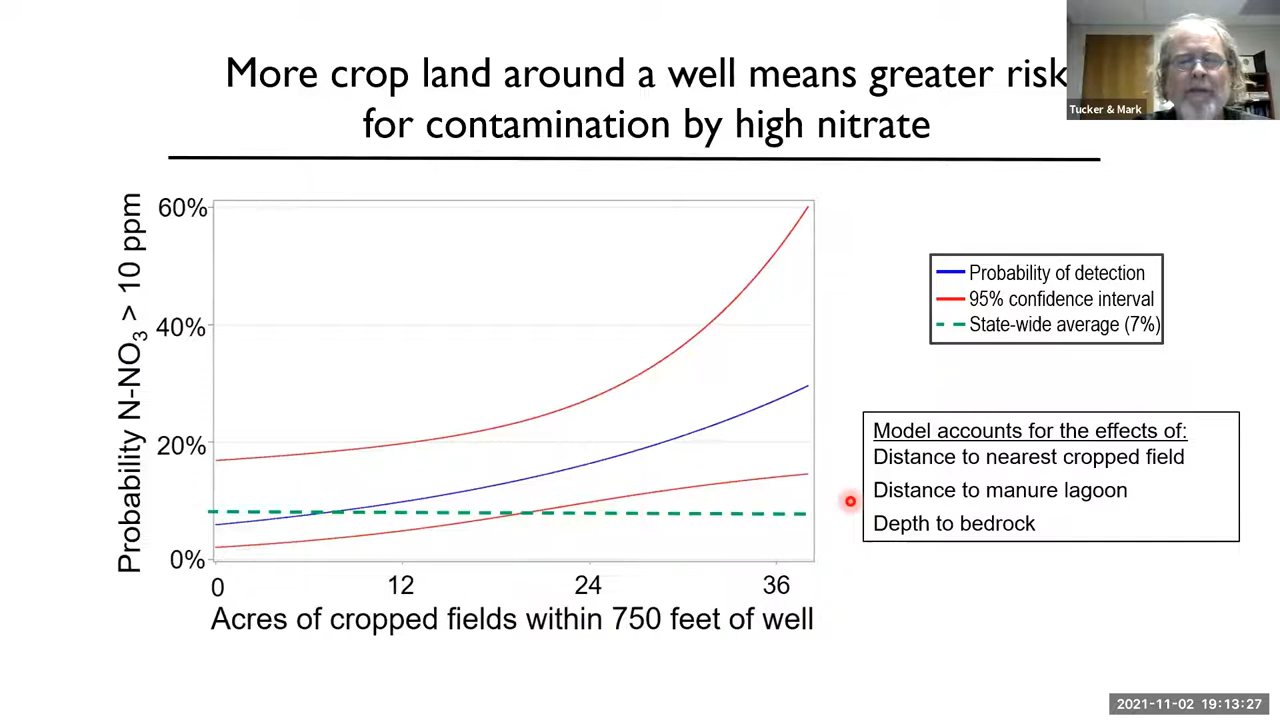 More crop land around a well means greater risk
for contamination by high nitrate
Tucker & Mark
Probability N-NO3 > 10 ppm
60%
40%
20%
0%
0
12
24
36
Acres of cropped fields within 750 feet of well
Probability of detection
95% confidence interval
State-wide average (7%)
Model accounts for the effects of:
Distance to nearest cropped field
Distance to manure lagoon
Depth to bedrock
2021-11-02 19:13:27